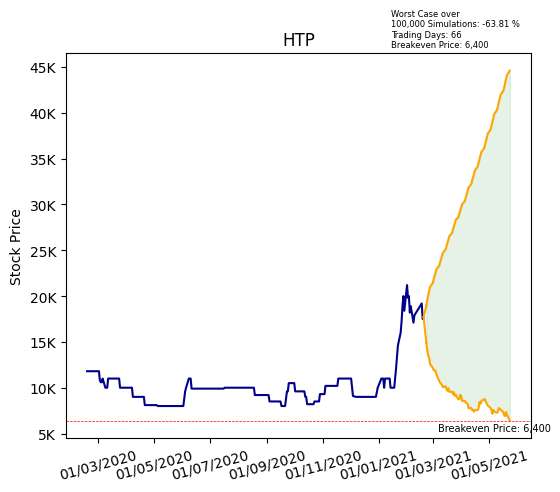 Worst Case over
100,000 Simulations: -63.81 %
Trading Days: 66
Breakeven Price: 6,400
HTP
45K
40K
35K
30K
25K
20K
15K
10K
5K
Stock Price
Breakeven Price: 6,400
01/03/2020
01/05/2020
01/07/2020
01/09/2020
01/11/2020
01/01/2021
01/03/2021
01/05/2021